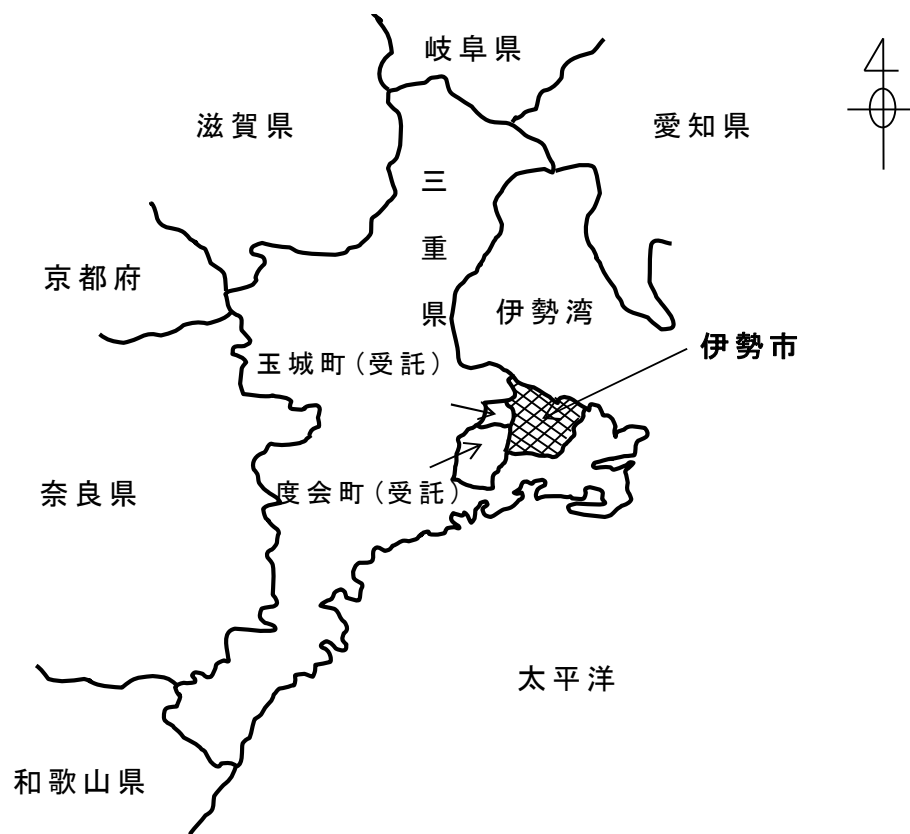 岐阜県
滋賀県
愛知県
三重県
京都府
伊勢湾
伊勢市
玉城町（受託）
奈良県
度会町（受託）
太平洋
和歌山県